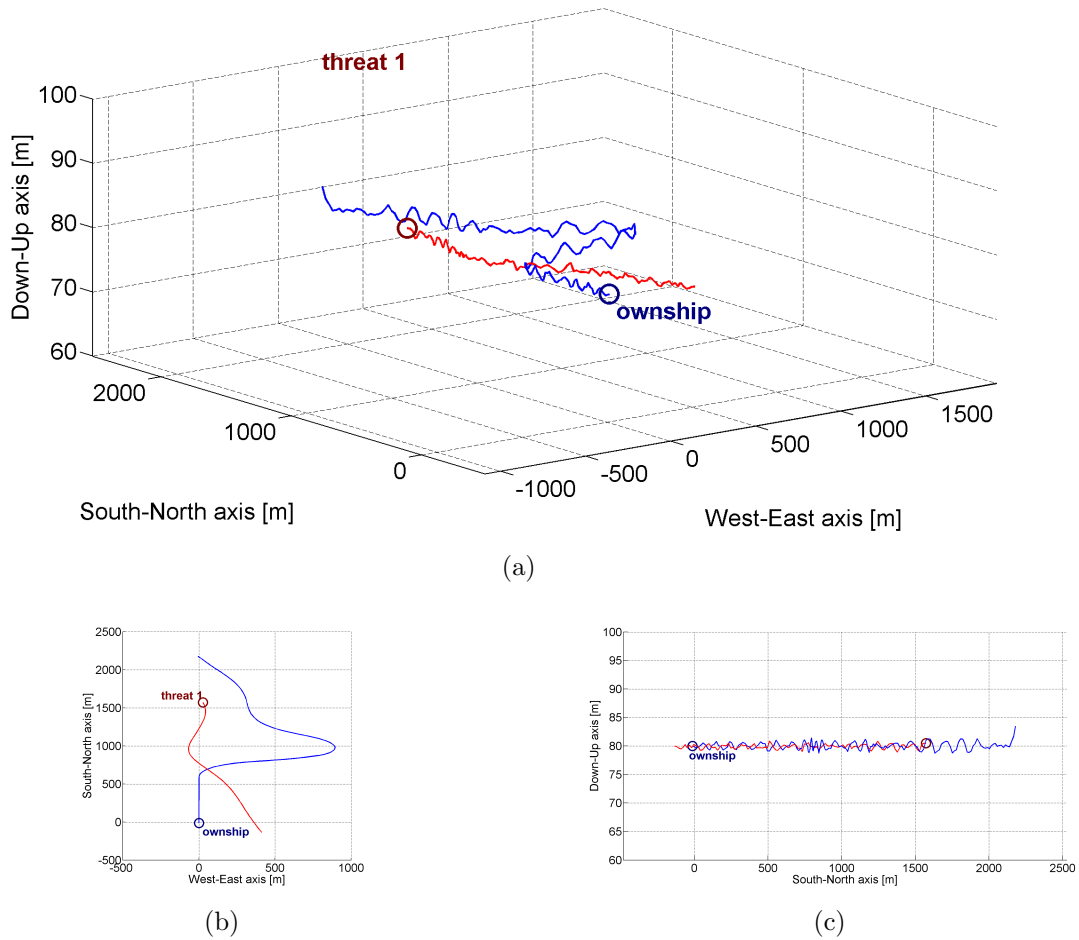 threat 1
100
90
80
70
60
Down-Up axis [m]
ownship
2000
1000
0
South-North axis [m]
-1000
-500
0
500
1000
1500
West-East axis [m]
(a)
2500
2000
1500
1000
500
0
-500
South-North axis [m]
threat 1
ownship
-500
0
500
1000
West-East axis [m]
(b)
100
95
90
85
80
75
70
65
60
Down-Up axis [m]
ownship
0
500
1000
1500
2000
2500
South-North axis [m]
(c)